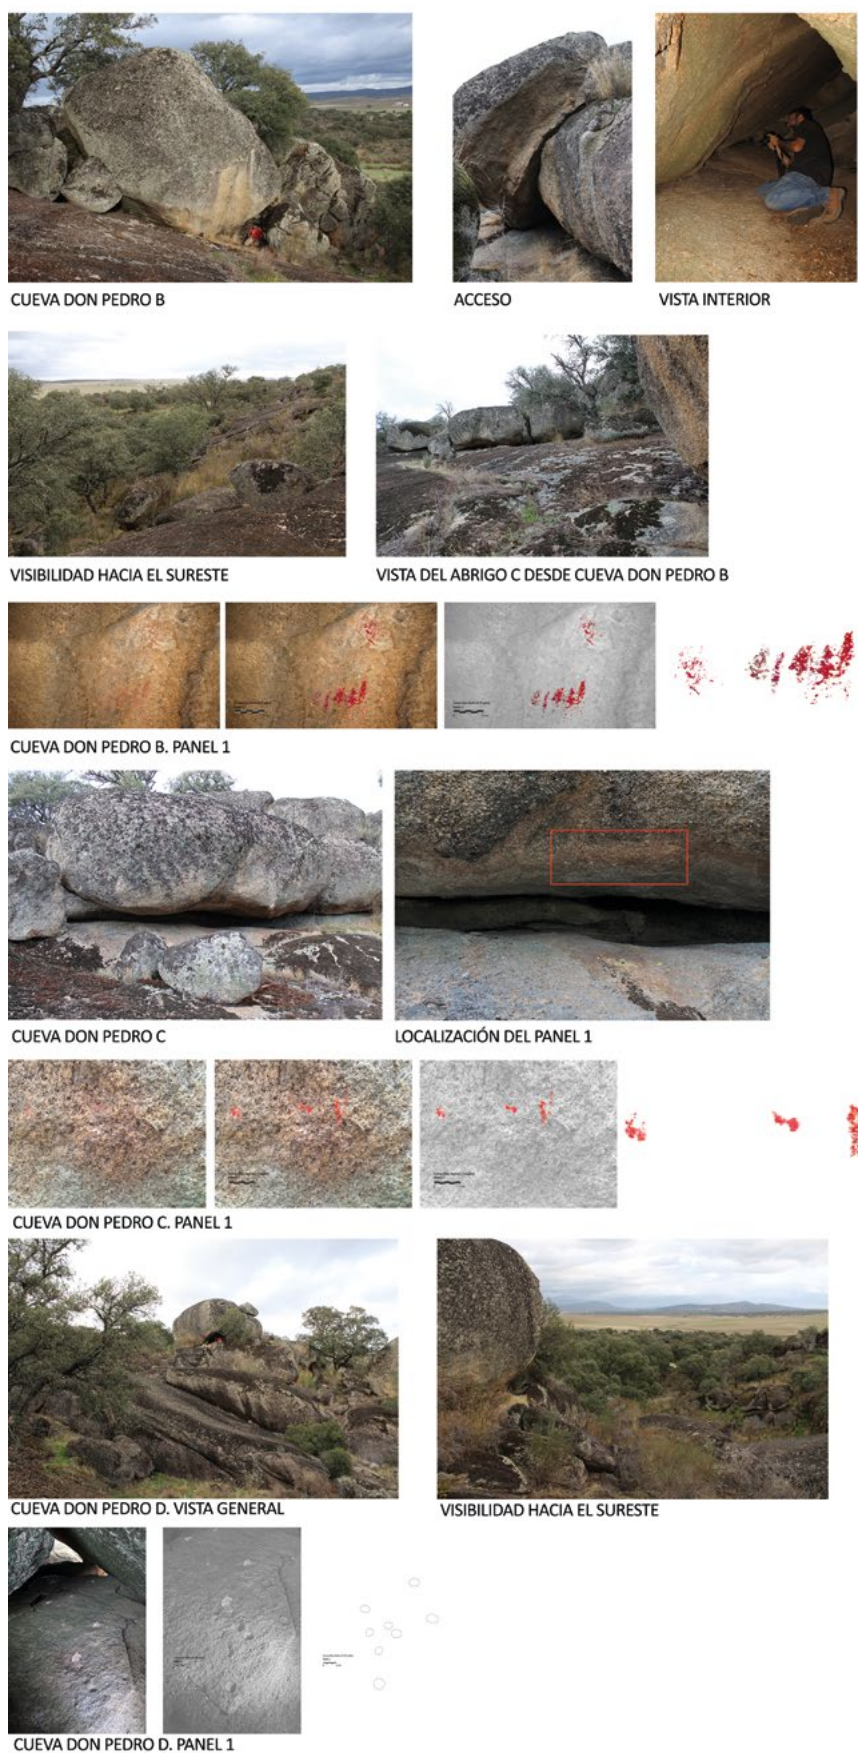 CUEVA DON PEDRO B
ACCESO
VISTA INTERIOR
VISIBILIDAD HACIA EL SURESTE
VISTA DEL ABRIGO C DESDE CUEVA DON PEDRO B
CUEVA DON PEDRO B. PANEL 1
CUEVA DON PEDRO C
LOCALIZACIÓN DEL PANEL 1
CUEVA DON PEDRO C. PANEL 1
CUEVA DON PEDRO D. VISTA GENERAL
VISIBILIDAD HACIA EL SURESTE
CUEVA DON PEDRO D. PANEL 1